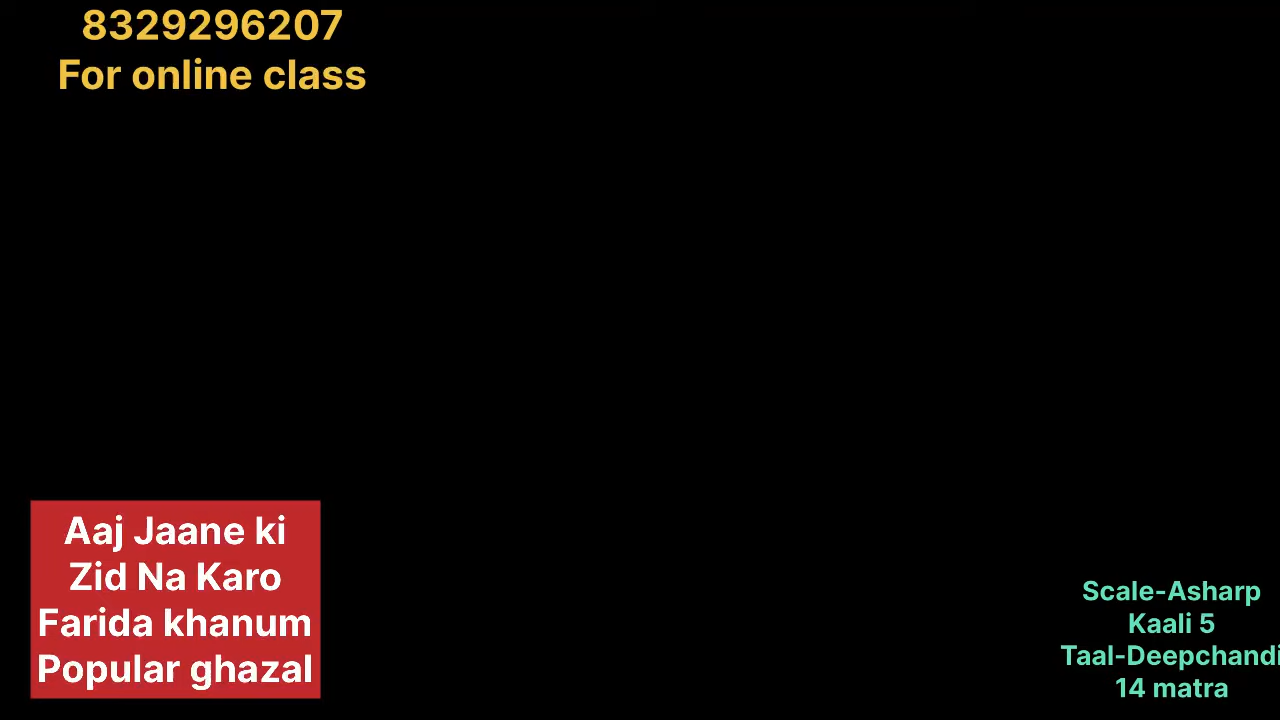 8329296207
For online class
Aaj Jaane ki
Zid Na Karo
Farida khanum
Popular ghazal
Scale-Asharp
Kaali 5
Taal-Deepchandi
14 matra